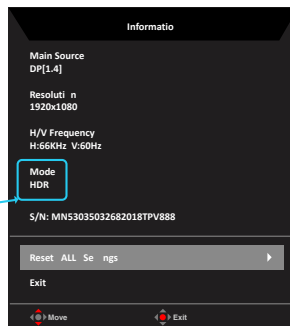 Informatio
Main Source
DP[1.4]
Resoluti n
1920x1080
H/V Frequency
H:66KHz V:60Hz
Mode
HDR
S/N: MN53035032682018TPV888
Reset ALL Se ngs
Exit
Move Exit